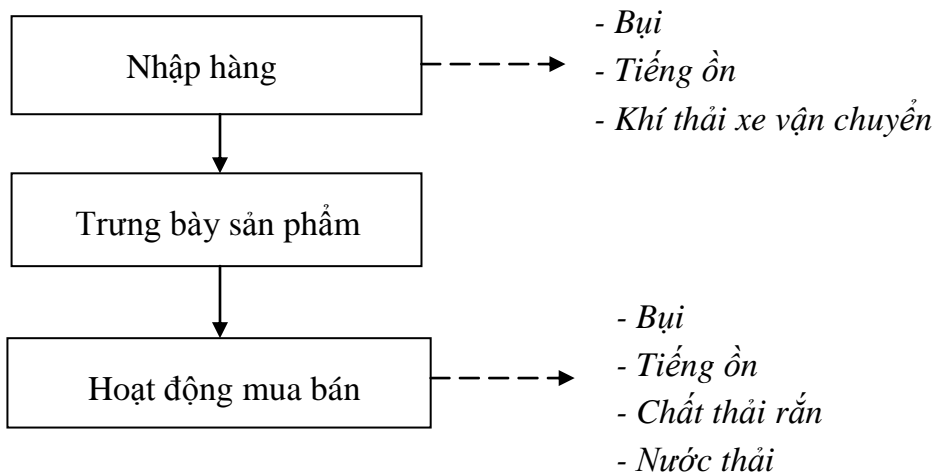 Nhập hàng
- Bụi
- Tiếng ồn
- Khí thải xe vận chuyển
Trưng bày sản phẩm
Hoạt động mua bán
- Bụi
- Tiếng ồn
- Chất thải rắn
- Nước thải